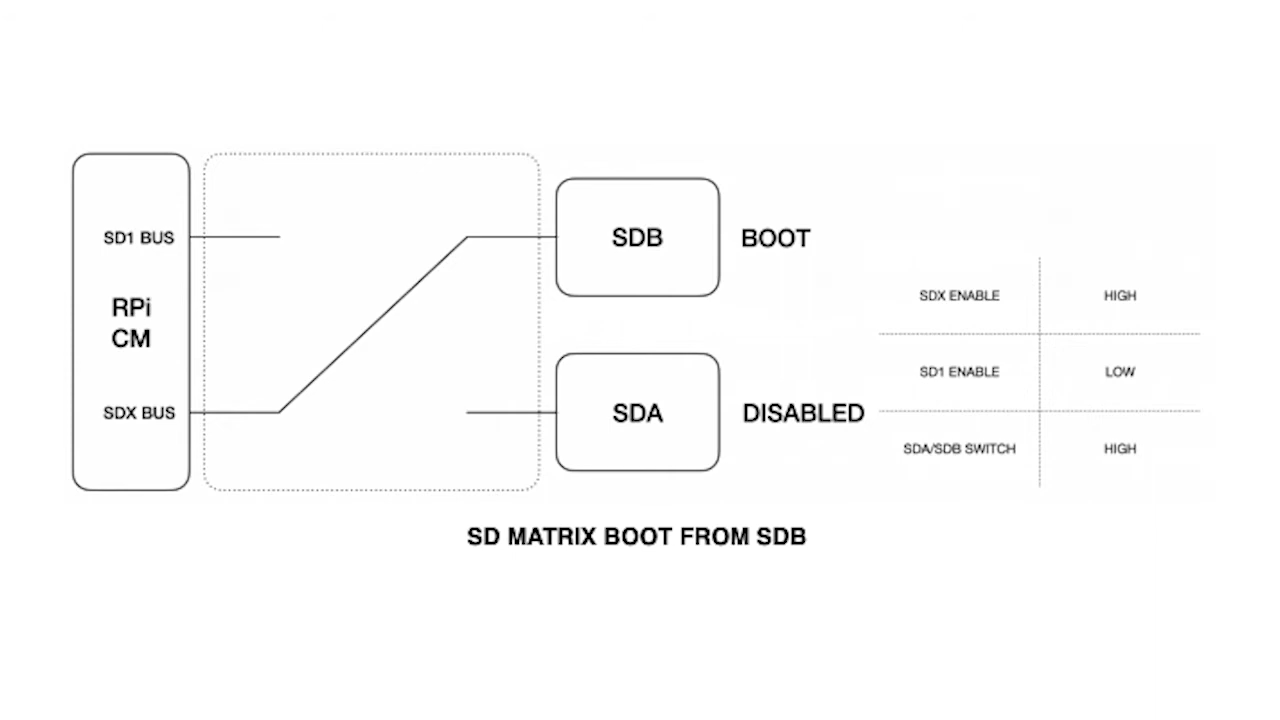 SD1 BUS
RPi
CM
SDX BUS
SDB
BOOT
SDA
DISABLED
SDX ENABLE
HIGH
SD1 ENABLE
LOW
SDA/SDB SWITCH
HIGH
SD MATRIX BOOT FROM SDB